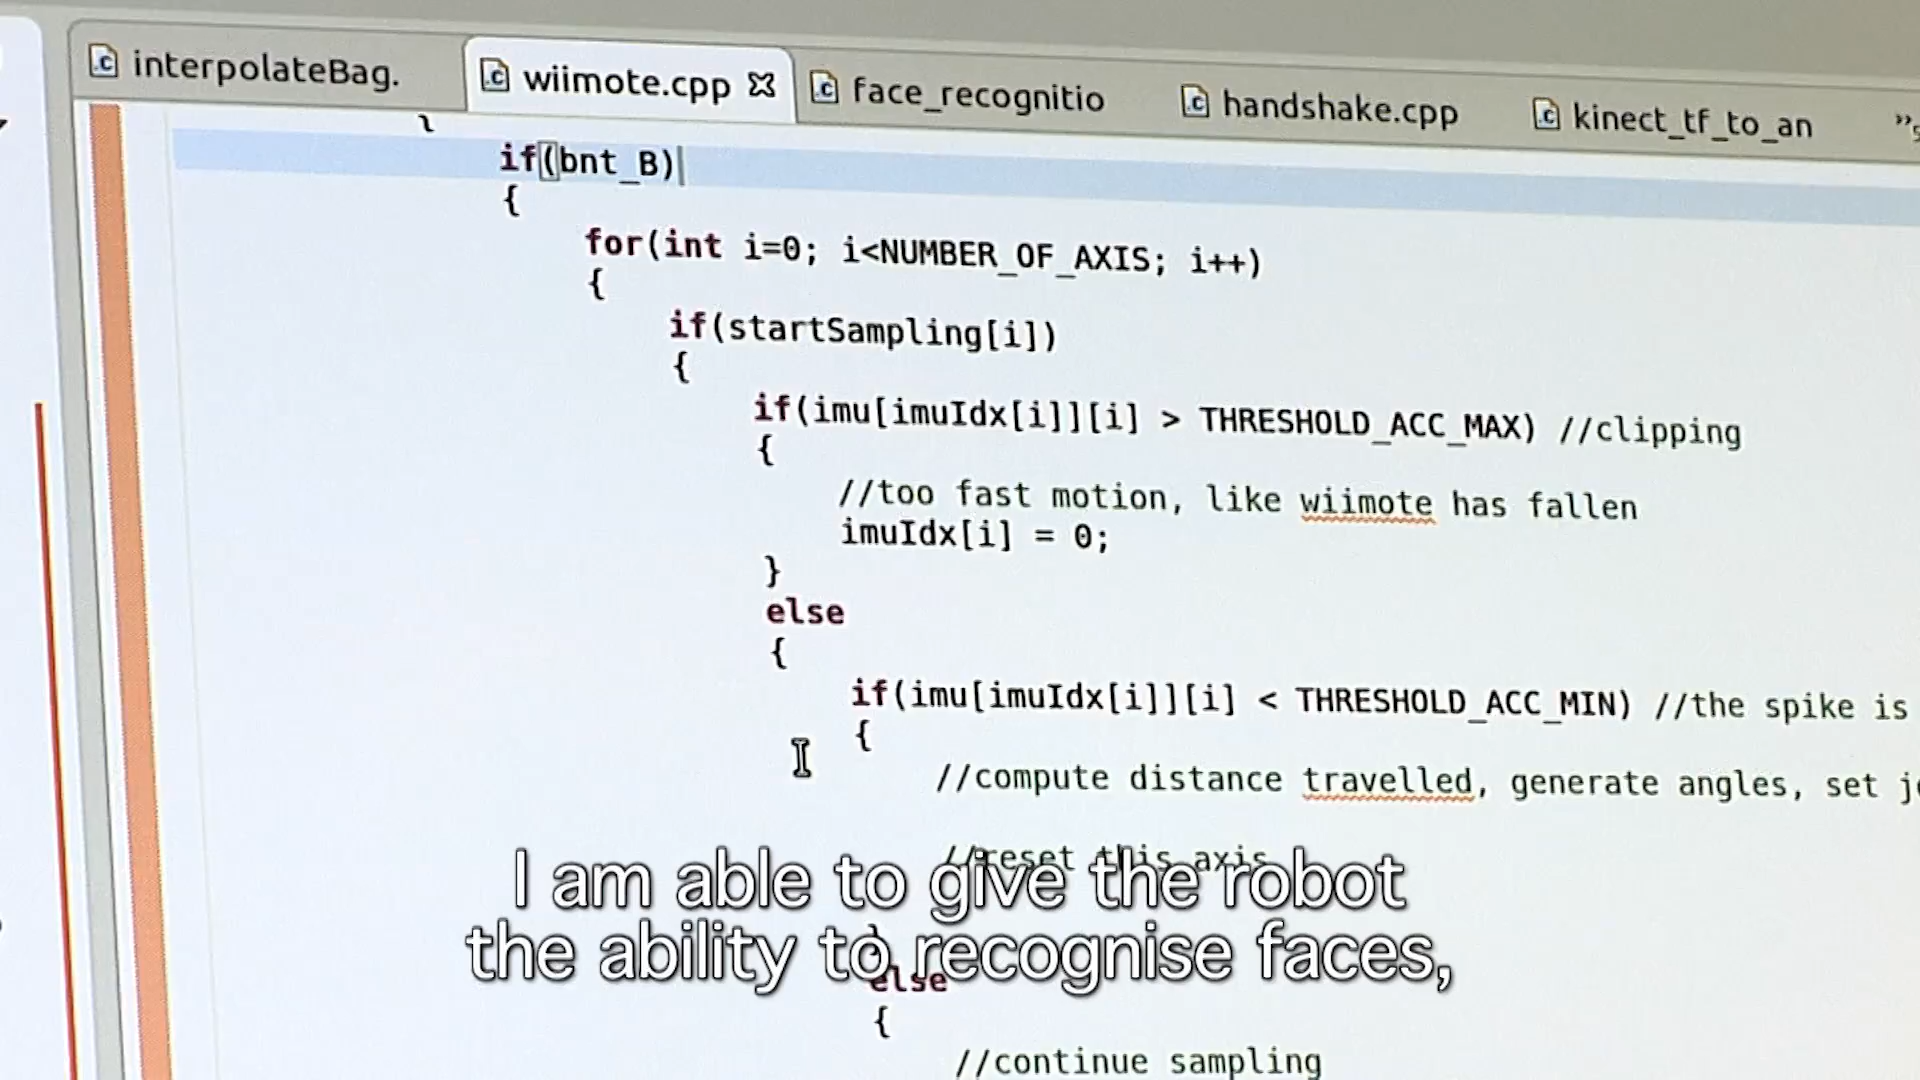 interpolateBag.
wiimote.cpp
face_recognitio
handshake.cpp
kinect_tf_to_an
if(bnt_B)
{
for(int i=0; i<NUMBER_OF_AXIS; i++)
{
if(startSampling[i])
{
if(imu[imuIdx[i]][i] > THRESHOLD_ACC_MAX) //clipping
{
//too fast motion, like wiimote has fallen
imuIdx[i] = 0;
}
else
{
if(imu[imuIdx[i]][i] < THRESHOLD_ACC_MIN) //the spike is
{
//compute distance travelled, generate angles, set
//reset this axis
I am able to give the robot
the ability to recognise faces,
}
else
{
//continue sampling